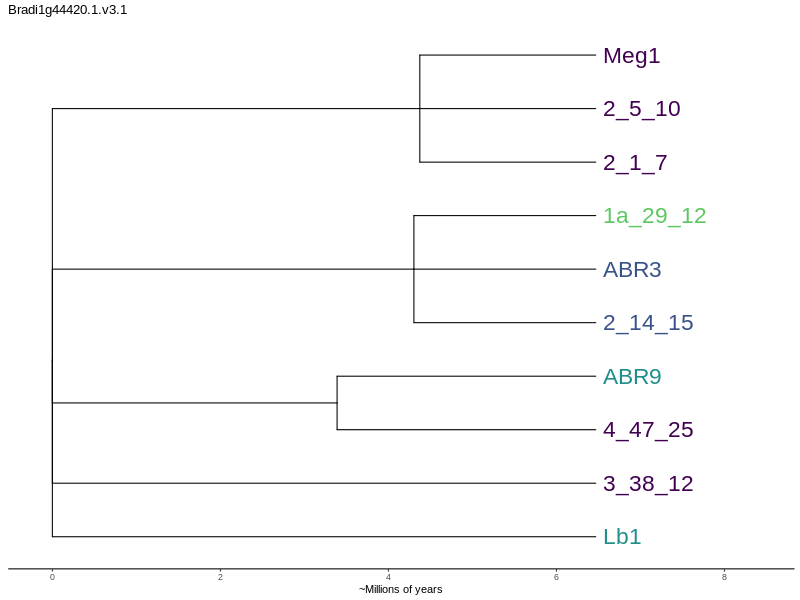 Bradi1g44420.1.v3.1
Meg1
2_5_10
2_1_7
1a_29_12
ABR3
2_14_15
ABR9
4_47_25
3_38_12
Lb1
0 2 4 6 8
~Millions of years